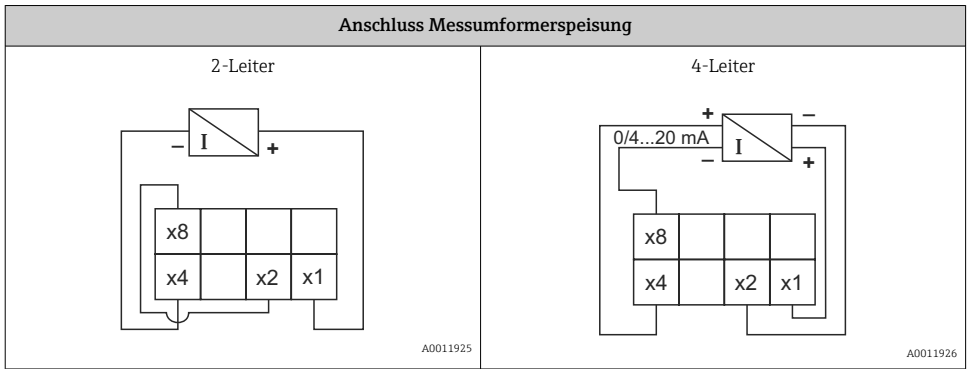 Anschluss Messumformerspeisung
2-Leiter
I
– +
x8
x4 x2 x1
A0011925
4-Leiter
+ –
0/4...20 mA
I
– +
x8
x4 x2 x1
A0011926